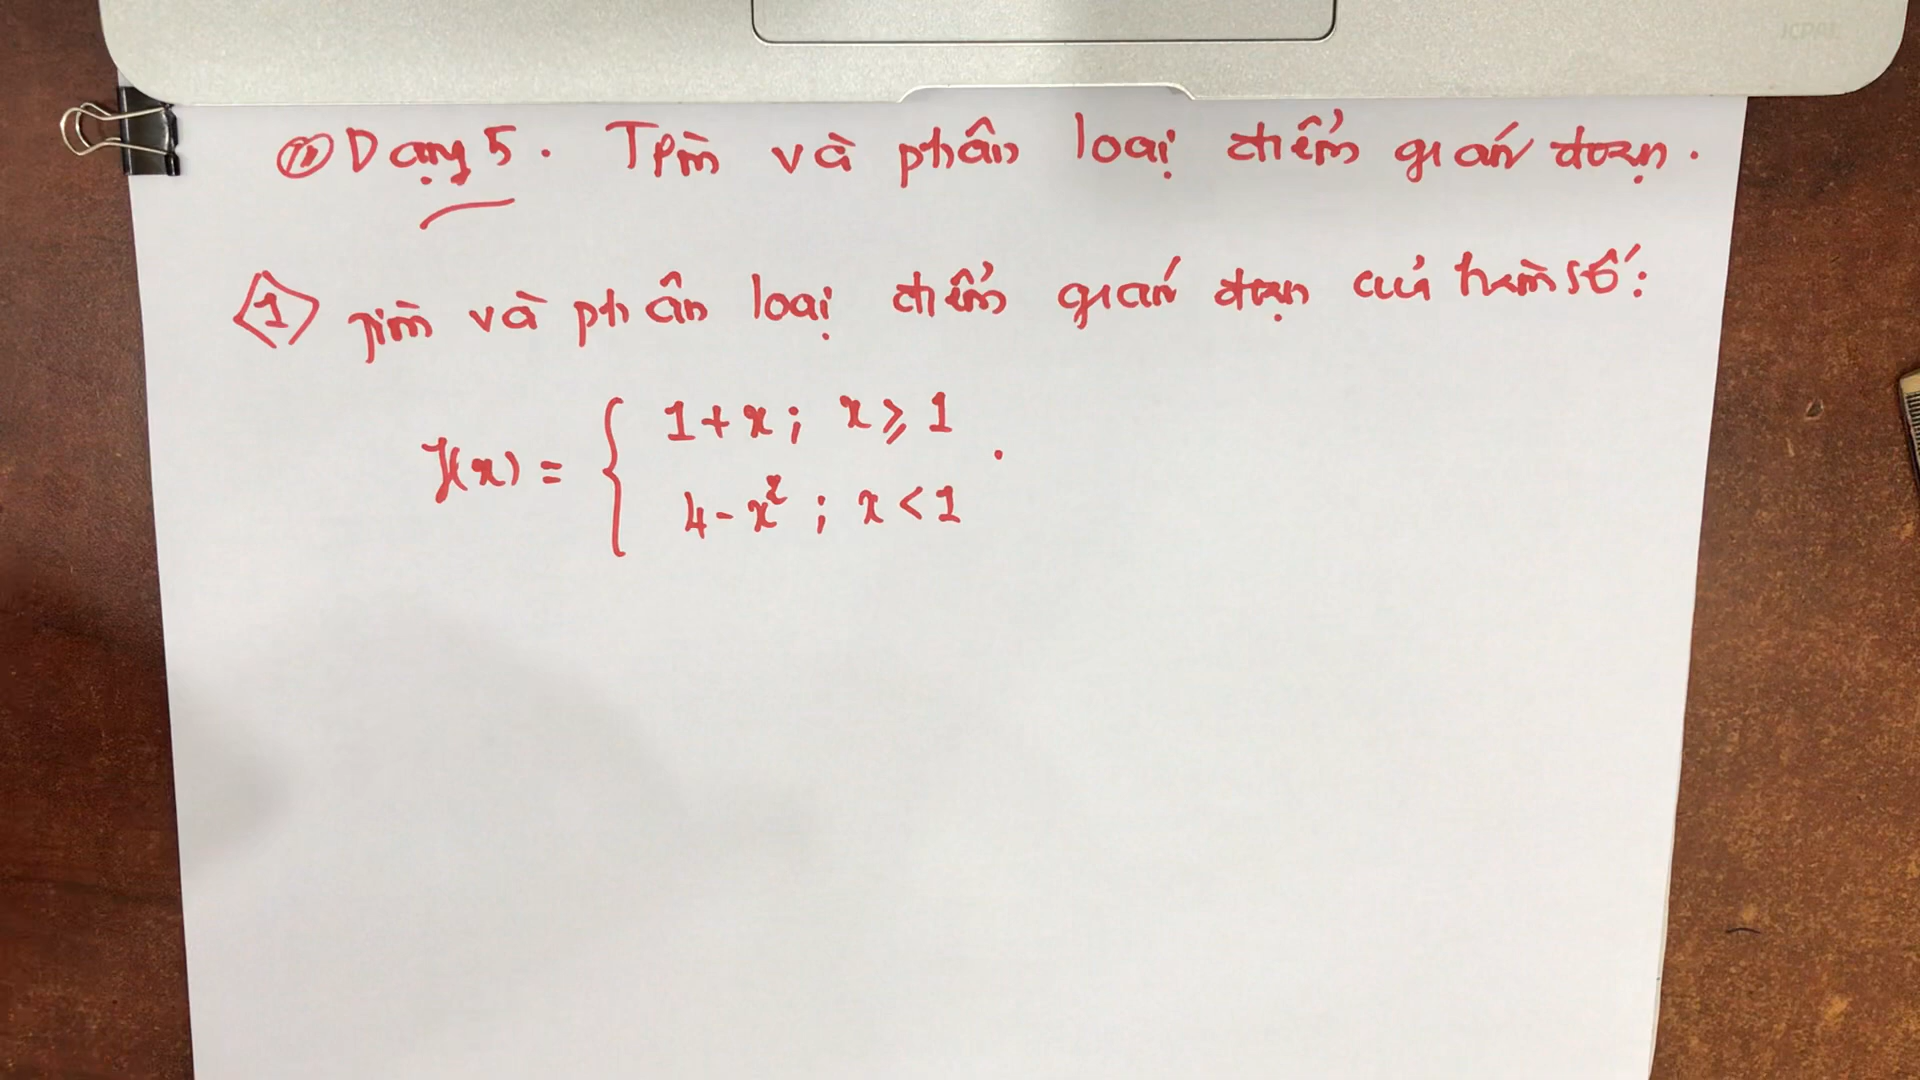 Dạng 5. Tìm và phân loại điểm gián đoạn.
1 Tìm và phân loại điểm gián đoạn của hàm số:
f(x) = { 1+x; x ⩾ 1
4-x²; x < 1 .
JCPAL